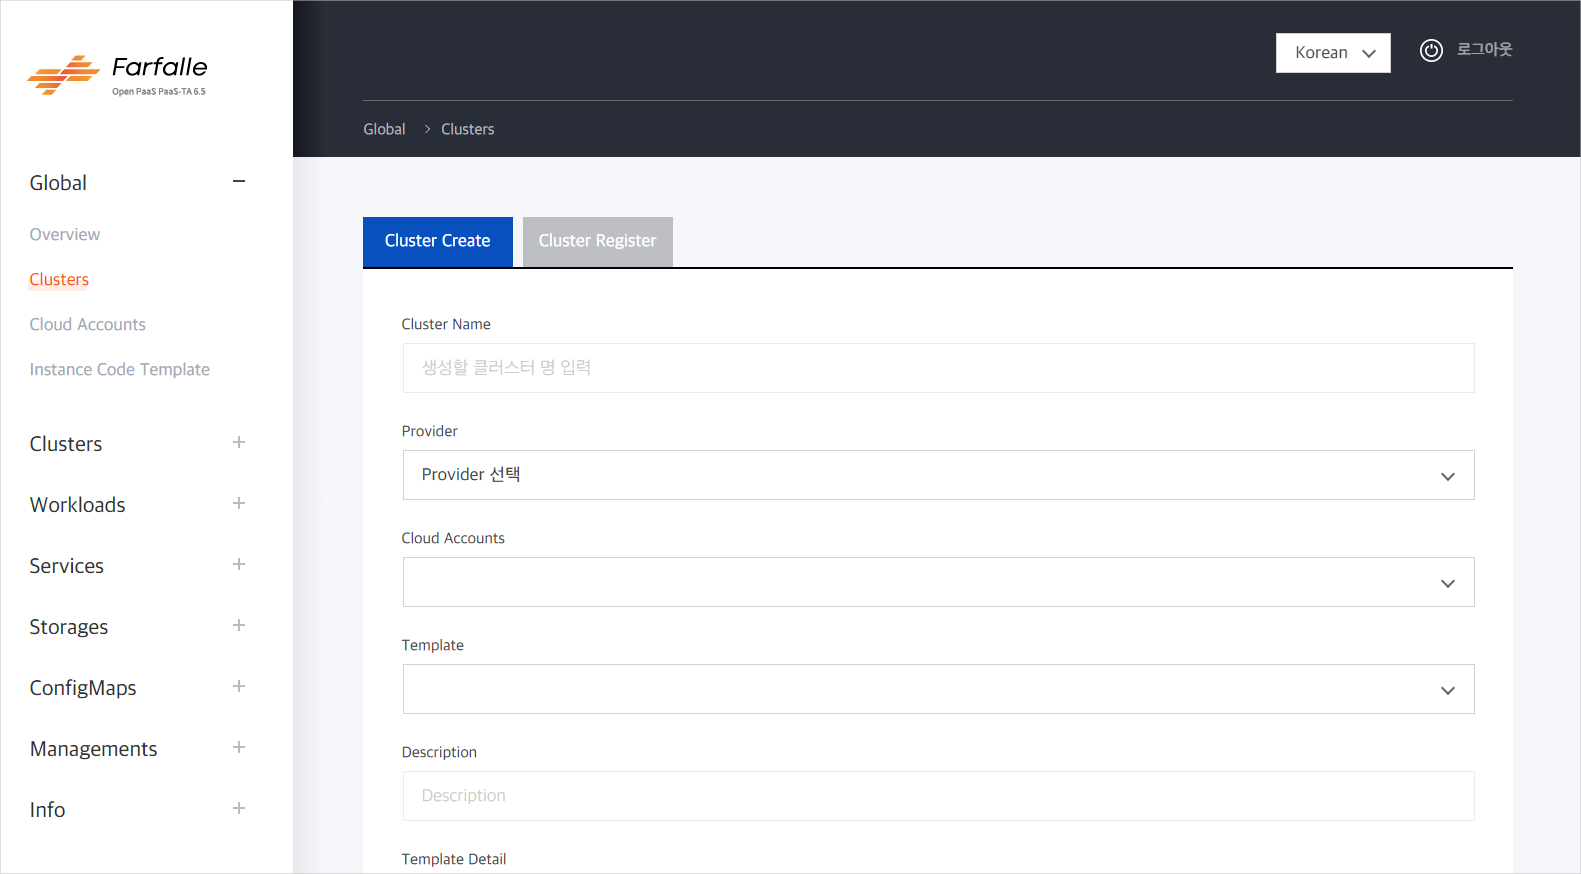 Farfalle
Open PaaS PaaS-TA 6.5
Korean
로그아웃
Global > Clusters
Global
Overview
Clusters
Cloud Accounts
Instance Code Template
Clusters
Workloads
Services
Storages
ConfigMaps
Managements
Info
Cluster Create
Cluster Register
Cluster Name
생성할 클러스터 명 입력
Provider
Provider 선택
Cloud Accounts
Template
Description
Description
Template Detail